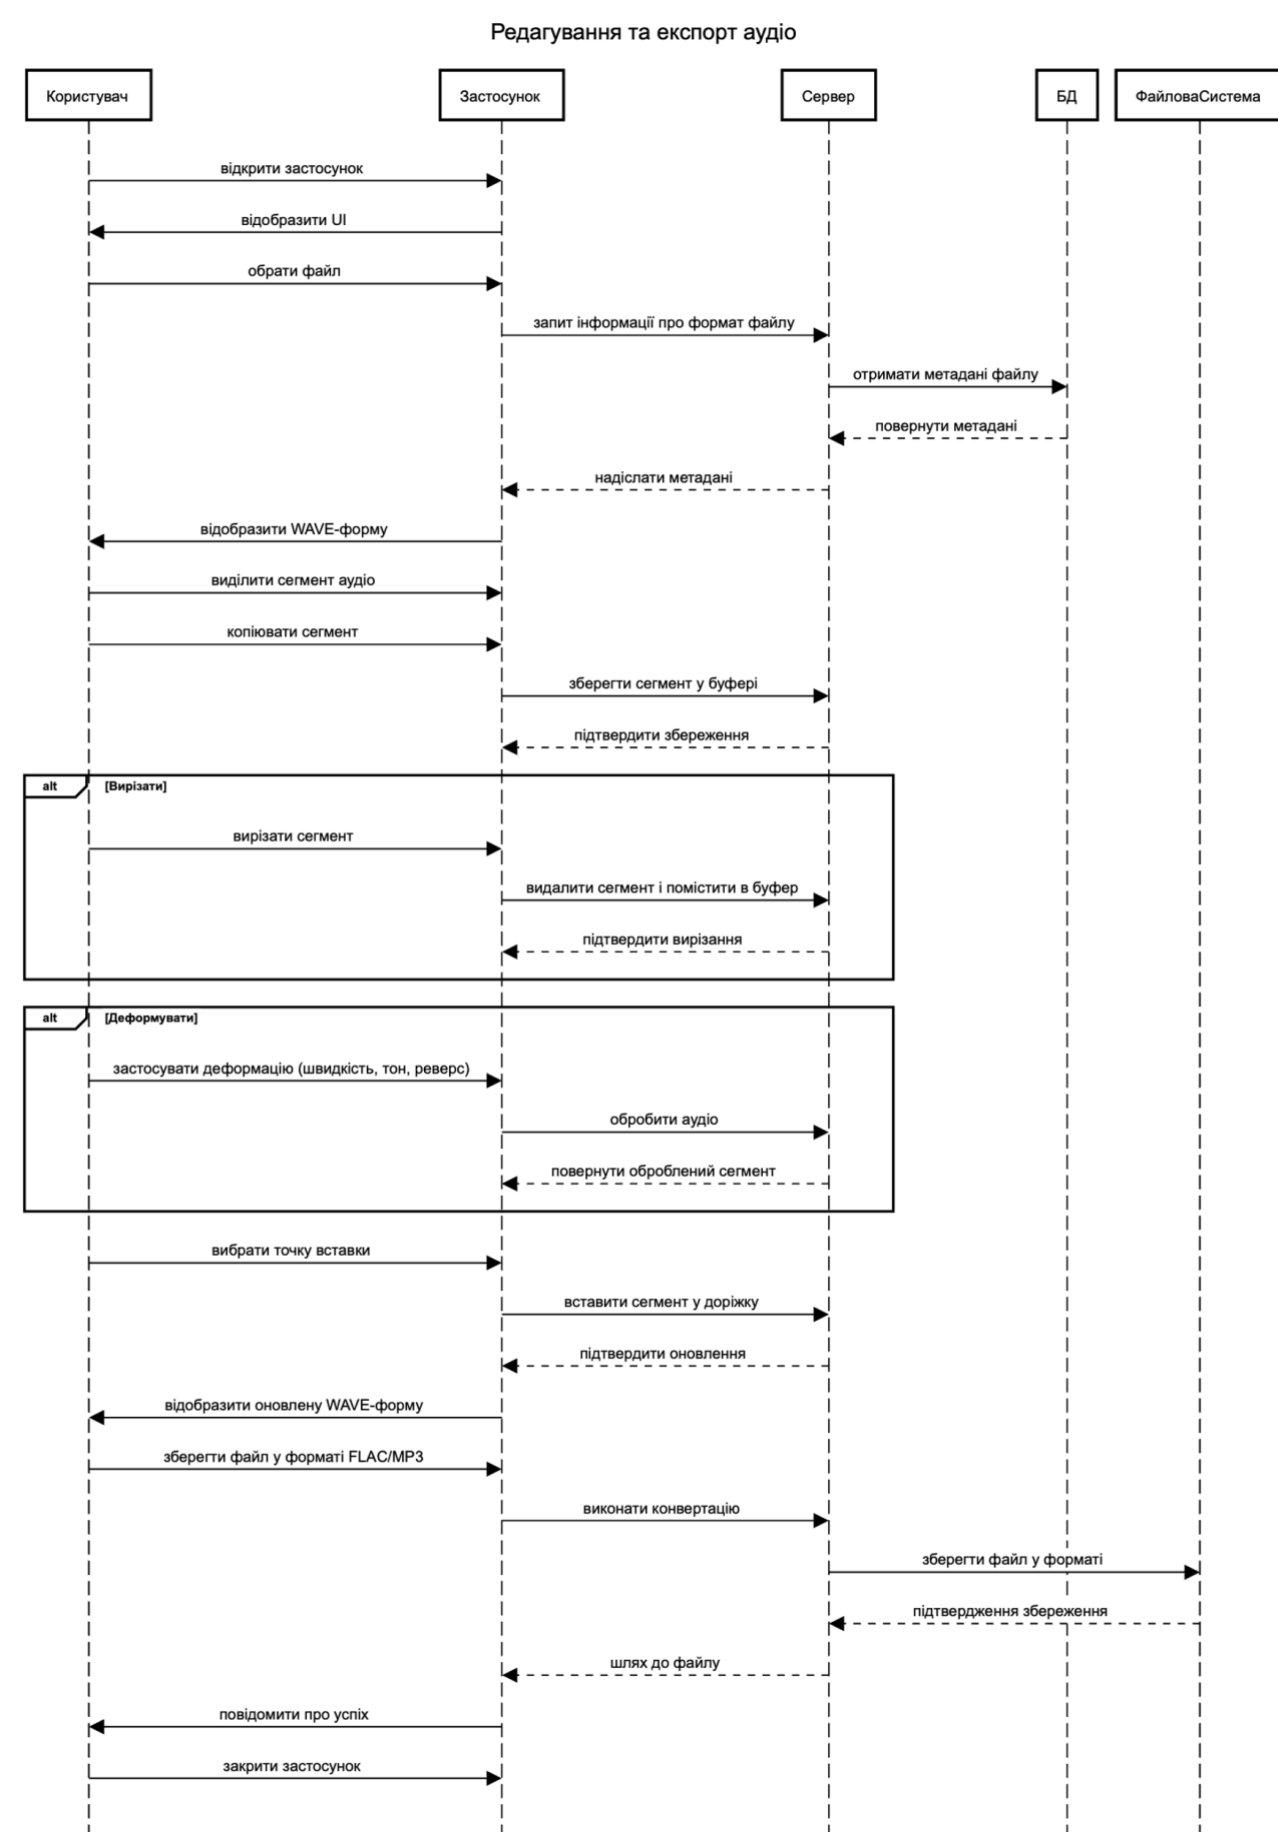 Редагування та експорт аудіо
Користувач
Застосунок
Сервер
БД
ФайловаСистема
відкрити застосунок
відобразити UI
обрати файл
запит інформації про формат файлу
отримати метадані файлу
повернути метадані
надіслати метадані
відобразити WAVE-форму
виділити сегмент аудіо
копіювати сегмент
зберегти сегмент у буфері
підтвердити збереження
alt [Вирізати]
вирізати сегмент
видалити сегмент і помістити в буфер
підтвердити вирізання
alt [Деформувати]
застосувати деформацію (швидкість, тон, реверс)
обробити аудіо
повернути оброблений сегмент
вибрати точку вставки
вставити сегмент у доріжку
підтвердити оновлення
відобразити оновлену WAVE-форму
зберегти файл у форматі FLAC/MP3
виконати конвертацію
зберегти файл у форматі
підтвердження збереження
шлях до файлу
повідомити про успіх
закрити застосунок